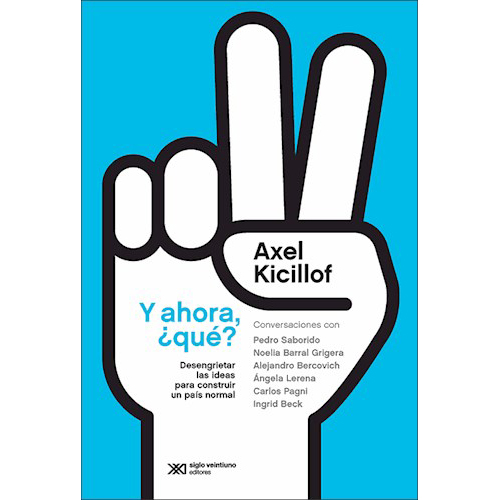 Axel
Kicillof
Y ahora,
¿qué?
Desengrietar
las ideas
para construir
un país normal
Conversaciones con
Pedro Saborido
Noelia Barral Grigera
Alejandro Bercovich
Ángela Lerena
Carlos Pagni
Ingrid Beck
siglo veintiuno
editores